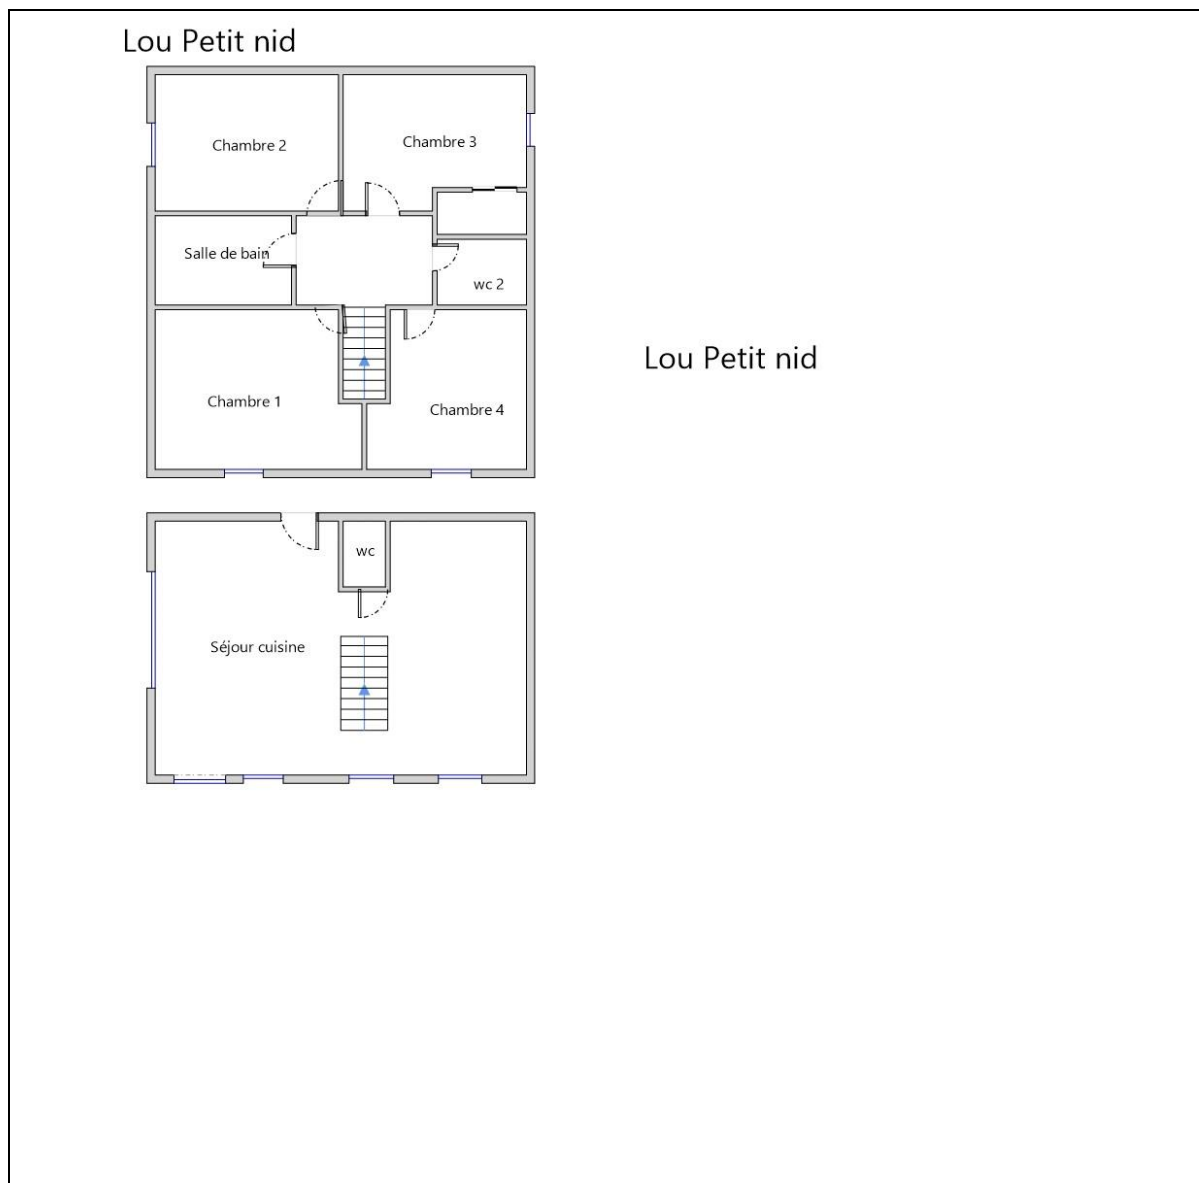 Lou Petit nid
Chambre 2
Chambre 3
Salle de bain
wc 2
Chambre 1
Chambre 4
Lou Petit nid
wc
Séjour cuisine